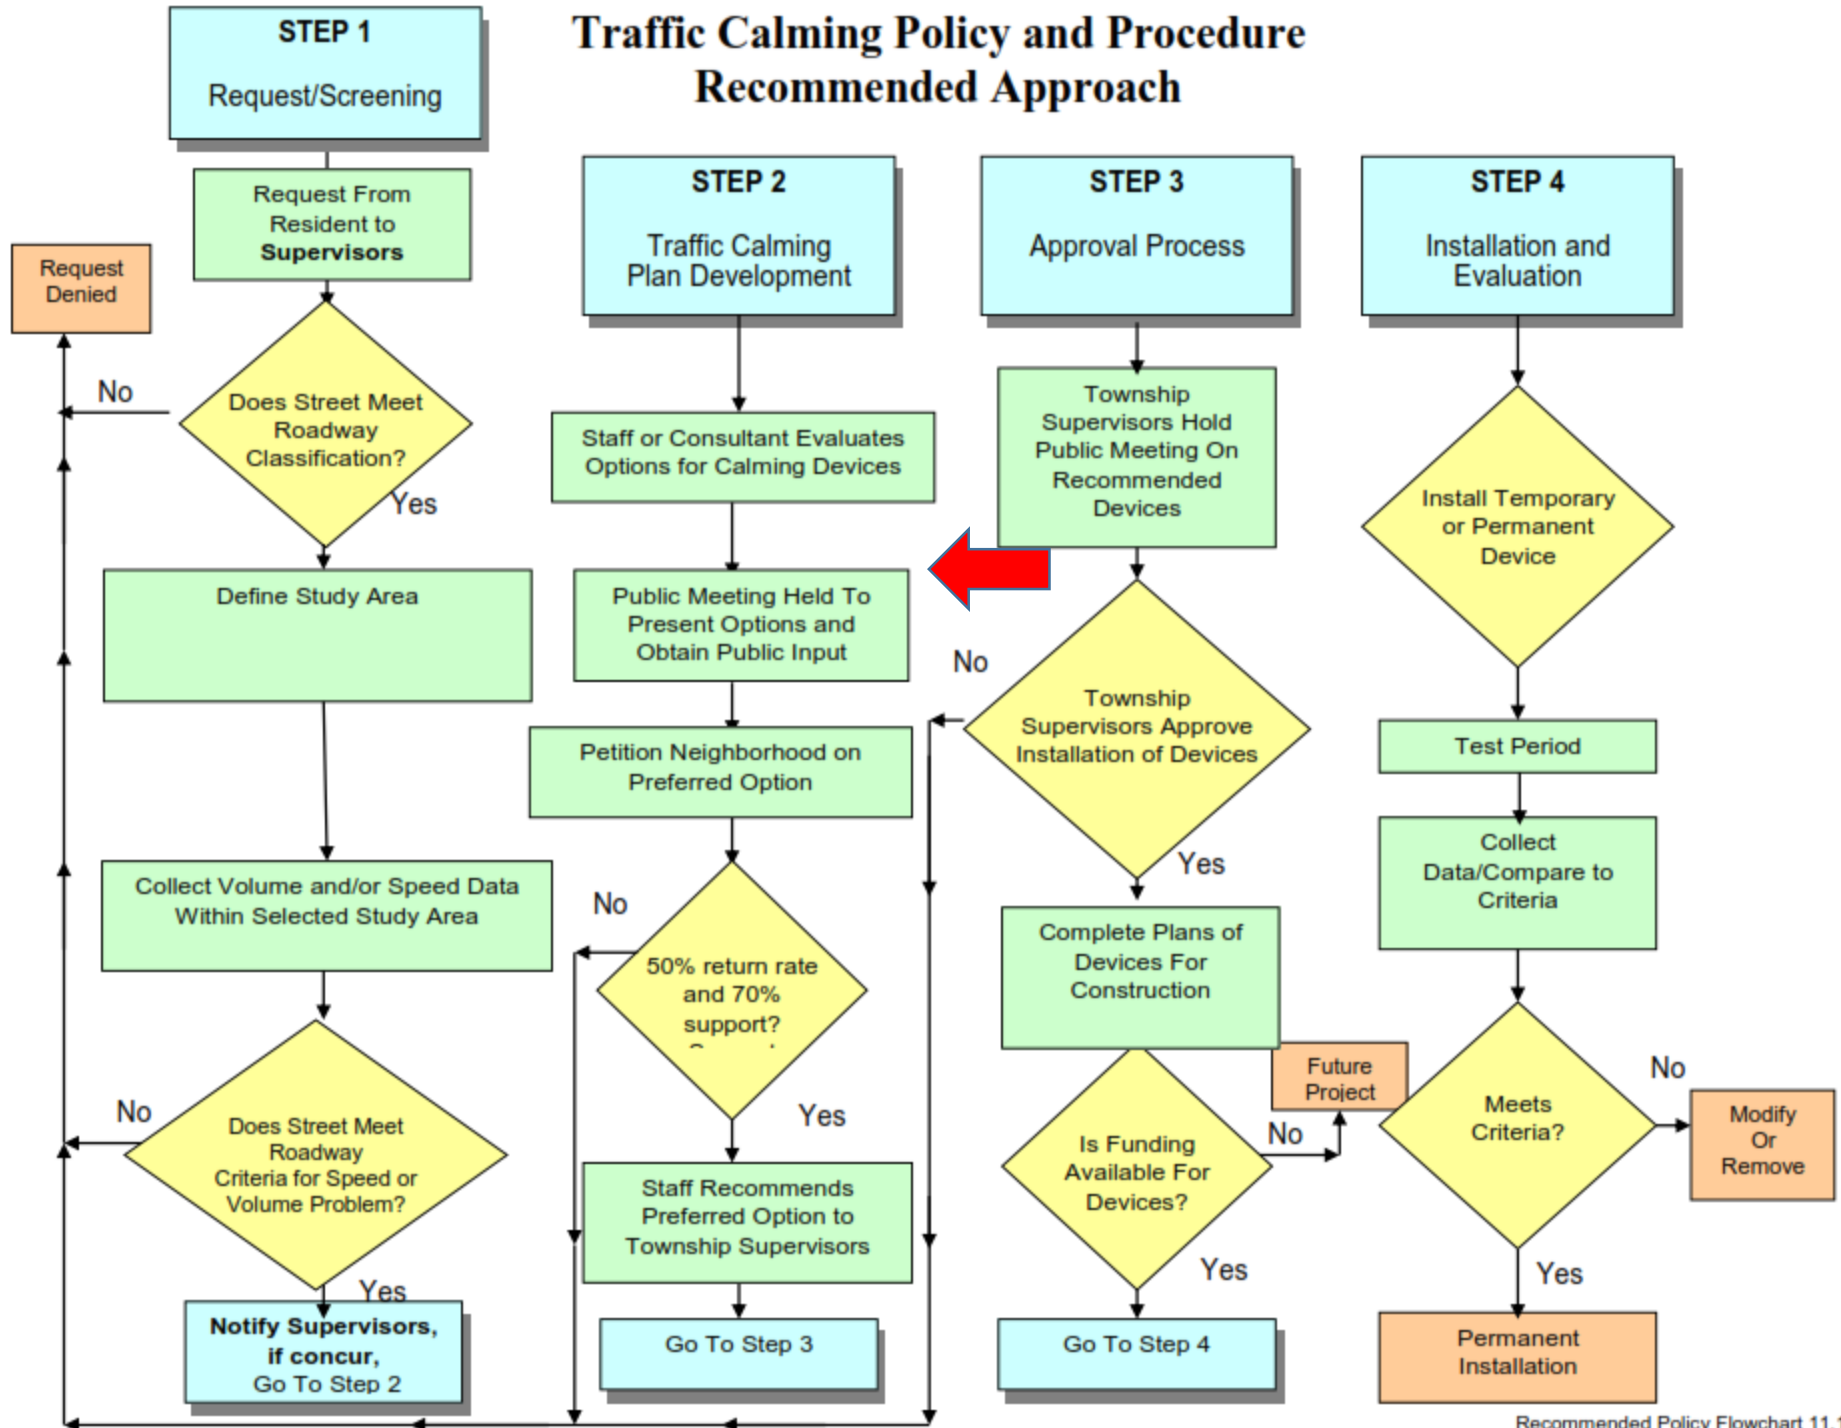 Traffic Calming Policy and Procedure
Recommended Approach
STEP 1
Request/Screening
Request From
Resident to
Supervisors
Request
Denied
No
Does Street Meet
Roadway
Classification?
Yes
Define Study Area
Collect Volume and/or Speed Data
Within Selected Study Area
No
Does Street Meet
Roadway
Criteria for Speed or
Volume Problem?
Yes
Notify Supervisors,
if concur,
Go To Step 2
STEP 2
Traffic Calming
Plan Development
Staff or Consultant Evaluates
Options for Calming Devices
Public Meeting Held To
Present Options and
Obtain Public Input
Petition Neighborhood on
Preferred Option
No
50% return rate
and 70%
support?
Yes
Staff Recommends
Preferred Option to
Township Supervisors
Go To Step 3
STEP 3
Approval Process
Township
Supervisors Hold
Public Meeting On
Recommended
Devices
No
Township
Supervisors Approve
Installation of Devices
Yes
Complete Plans of
Devices For
Construction
Future
Project
No
Is Funding
Available For
Devices?
Yes
Go To Step 4
STEP 4
Installation and
Evaluation
Install Temporary
or Permanent
Device
Test Period
Collect
Data/Compare to
Criteria
Meets
Criteria?
No
Modify
Or
Remove
Yes
Permanent
Installation
Recommended Policy Flowchart 11.1